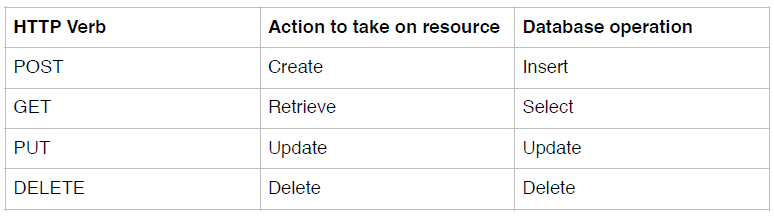 HTTP Verb Action to take on resource Database operation
POST Create Insert
GET Retrieve Select
PUT Update Update
DELETE Delete Delete